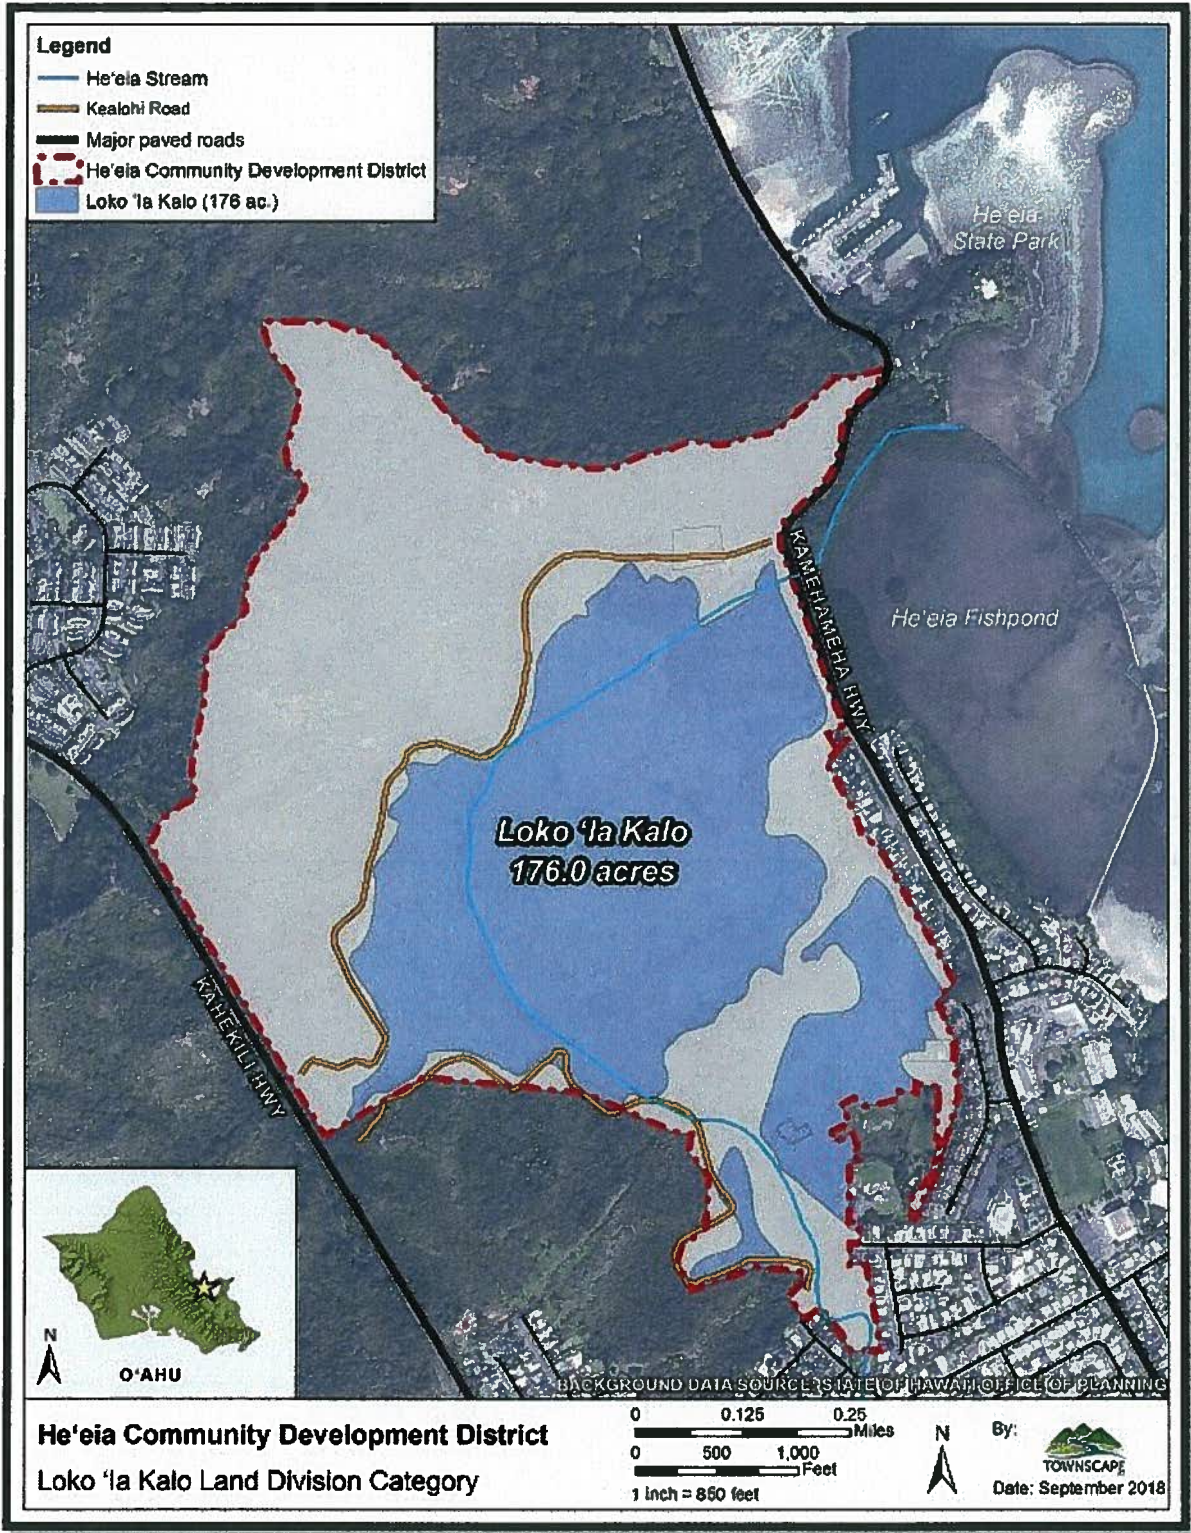 Legend
He‘eia Stream
Kealohi Road
Major paved roads
He‘eia Community Development District
Loko ‘Ia Kalo (176 ac.)
He‘eia
State Park
KAMEHAMEHA HWY
He‘eia Fishpond
Loko ‘Ia Kalo
176.0 acres
KAHEKILI HWY
N
O‘AHU
BACKGROUND DATA SOURCE: STATE OF HAWAI‘I OFFICE OF PLANNING
He‘eia Community Development District
Loko ‘Ia Kalo Land Division Category
0 0.125 0.25
Miles
0 500 1,000
Feet
1 inch = 850 feet
N
By:
TOWNSCAPE
Date: September 2018